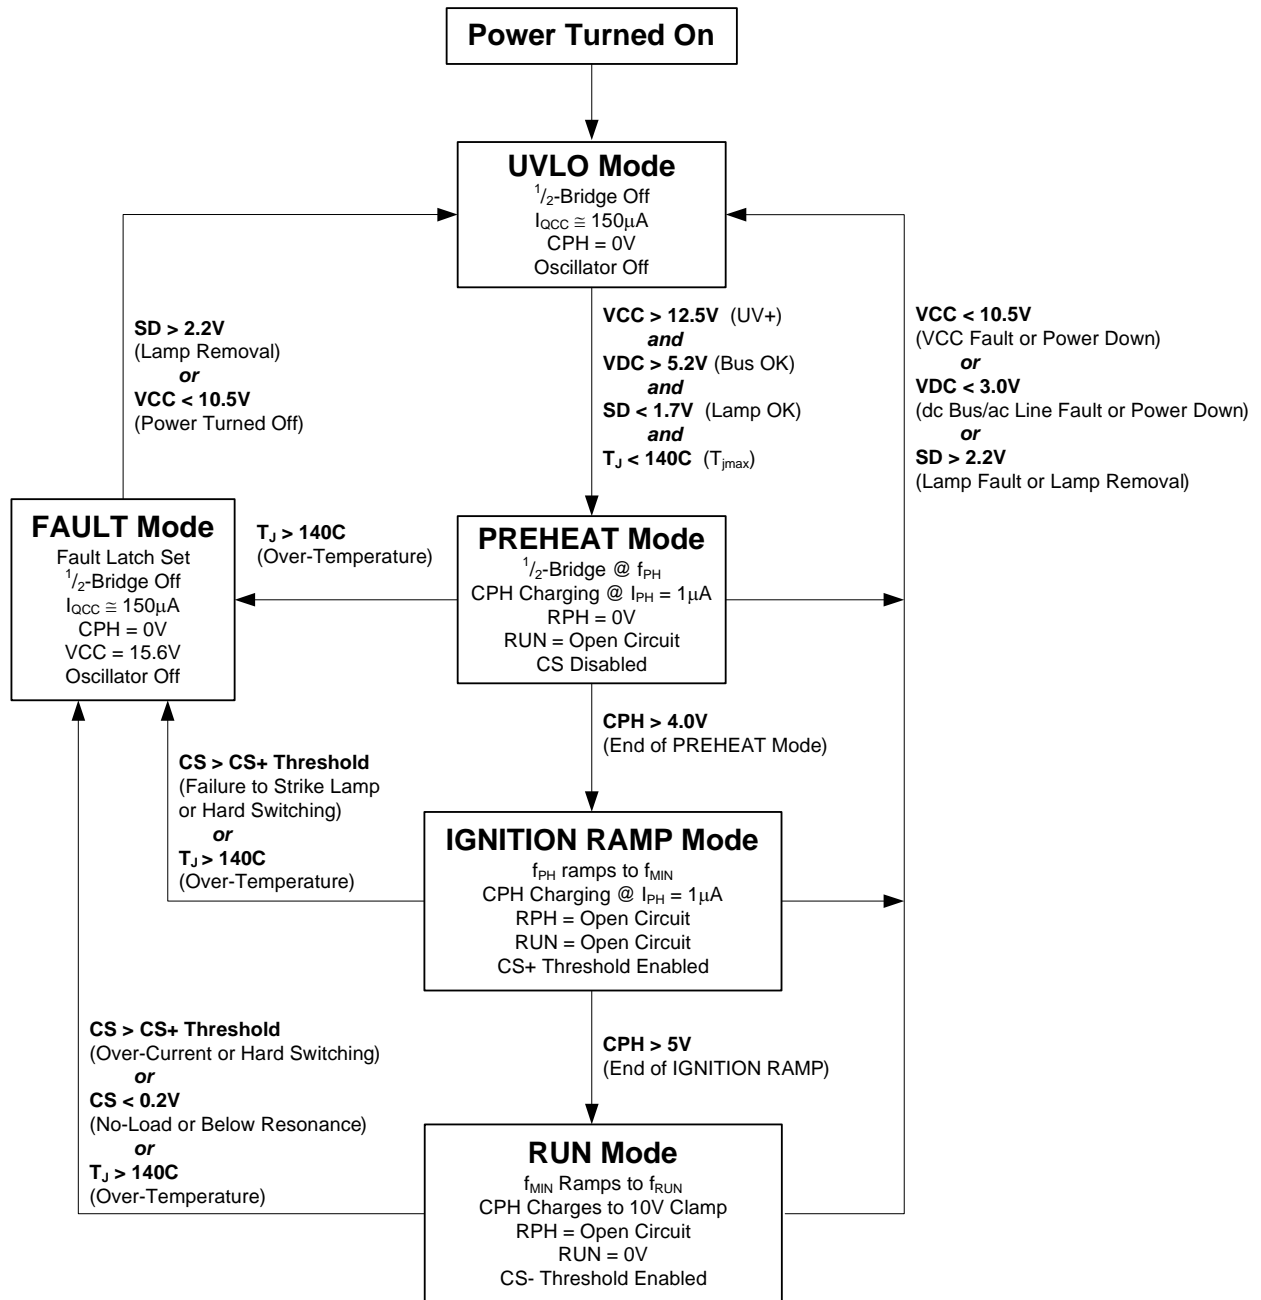 Power Turned On
UVLO Mode
1/2-Bridge Off
IQCC ≅ 150μA
CPH = 0V
Oscillator Off
SD > 2.2V
(Lamp Removal)
or
VCC < 10.5V
(Power Turned Off)
VCC > 12.5V (UV+)
and
VDC > 5.2V (Bus OK)
and
SD < 1.7V (Lamp OK)
and
TJ < 140C (Tjmax)
VCC < 10.5V
(VCC Fault or Power Down)
or
VDC < 3.0V
(dc Bus/ac Line Fault or Power Down)
or
SD > 2.2V
(Lamp Fault or Lamp Removal)
FAULT Mode
Fault Latch Set
1/2-Bridge Off
IQCC ≅ 150μA
CPH = 0V
VCC = 15.6V
Oscillator Off
TJ > 140C
(Over-Temperature)
PREHEAT Mode
1/2-Bridge @ fPH
CPH Charging @ IPH = 1μA
RPH = 0V
RUN = Open Circuit
CS Disabled
CPH > 4.0V
(End of PREHEAT Mode)
CS > CS+ Threshold
(Failure to Strike Lamp
or Hard Switching)
or
TJ > 140C
(Over-Temperature)
IGNITION RAMP Mode
fPH ramps to fMIN
CPH Charging @ IPH = 1μA
RPH = Open Circuit
RUN = Open Circuit
CS+ Threshold Enabled
CS > CS+ Threshold
(Over-Current or Hard Switching)
or
CS < 0.2V
(No-Load or Below Resonance)
or
TJ > 140C
(Over-Temperature)
CPH > 5V
(End of IGNITION RAMP)
RUN Mode
fMIN Ramps to fRUN
CPH Charges to 10V Clamp
RPH = Open Circuit
RUN = 0V
CS- Threshold Enabled